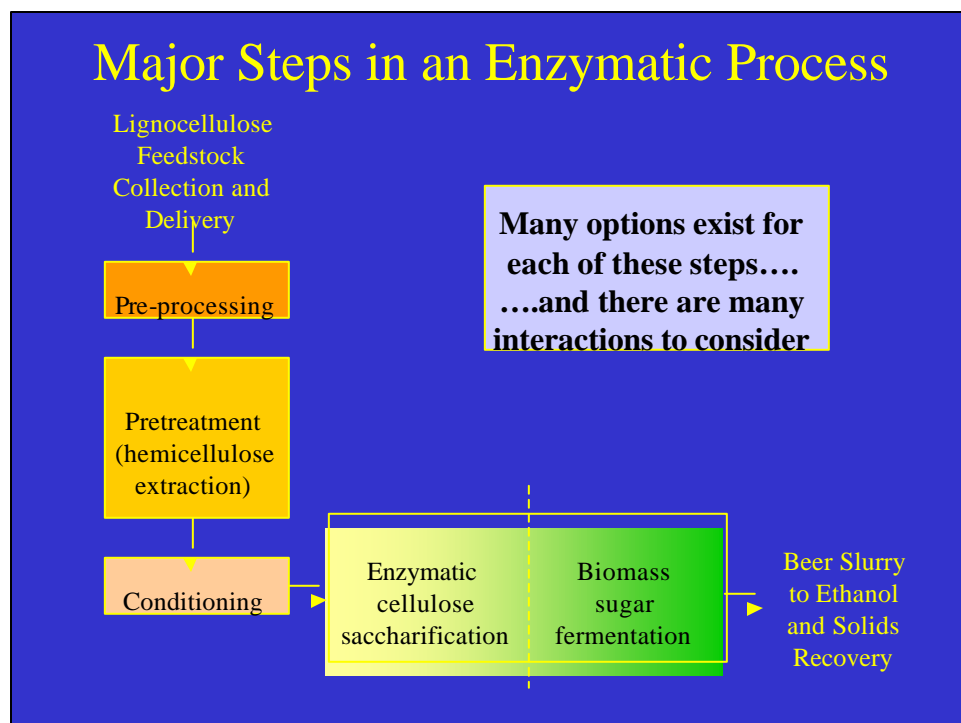 Major Steps in an Enzymatic Process
Lignocellulose
Feedstock
Collection and
Delivery
Many options exist for
each of these steps….
….and there are many
interactions to consider
Pre-processing
Pretreatment
(hemicellulose
extraction)
Conditioning
Enzymatic
cellulose
saccharification
Biomass
sugar
fermentation
Beer Slurry
to Ethanol
and Solids
Recovery